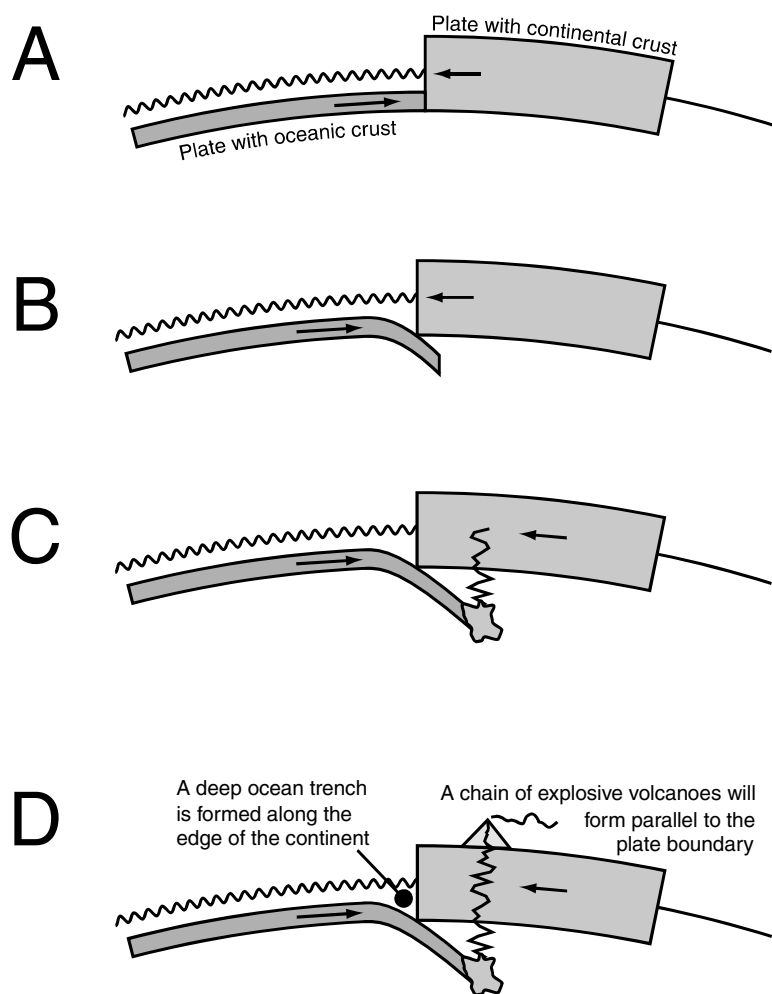 A
Plate with continental crust
Plate with oceanic crust
B
C
D
A deep ocean trench
is formed along the
edge of the continent
A chain of explosive volcanoes will
form parallel to the
plate boundary